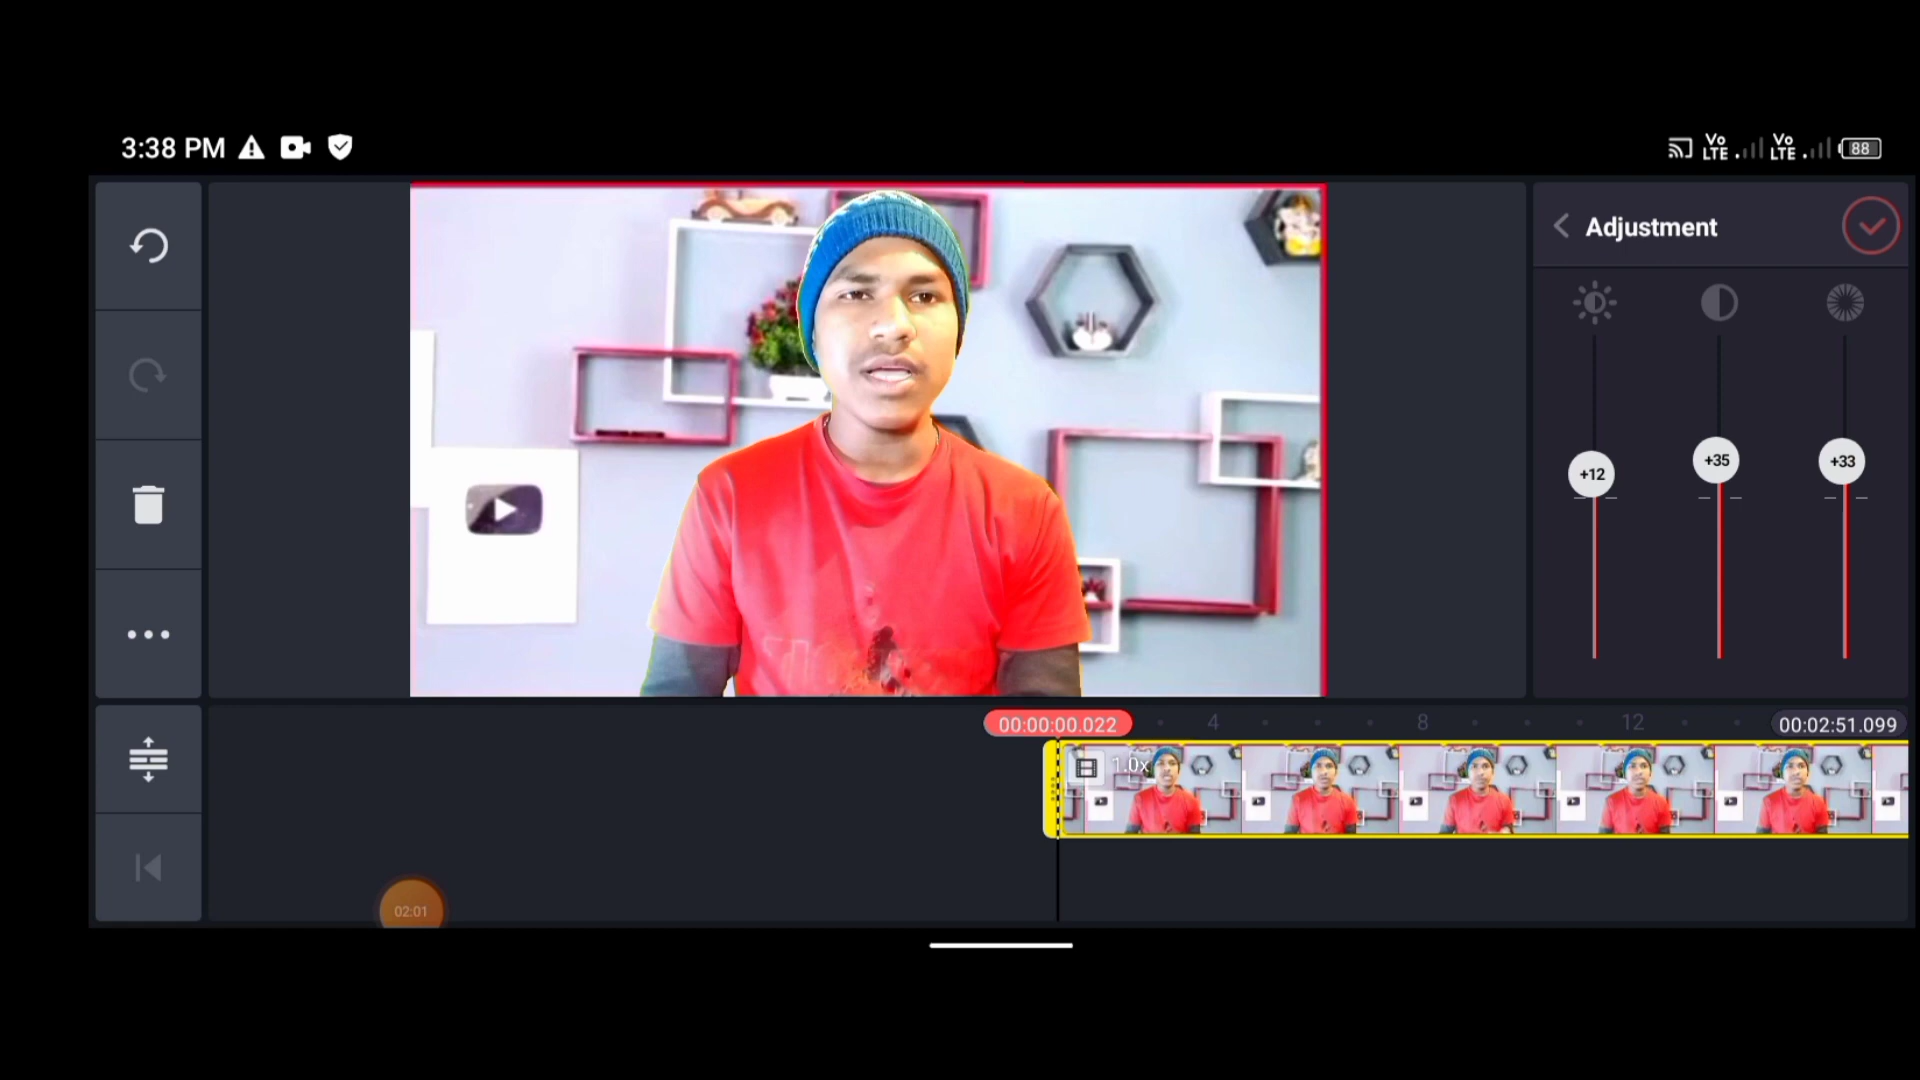 3:38 PM
Vo LTE Vo LTE 88
Adjustment
+12 +35 +33
00:00:00.022 4 8 12 00:02:51.099
1.0x
02:01